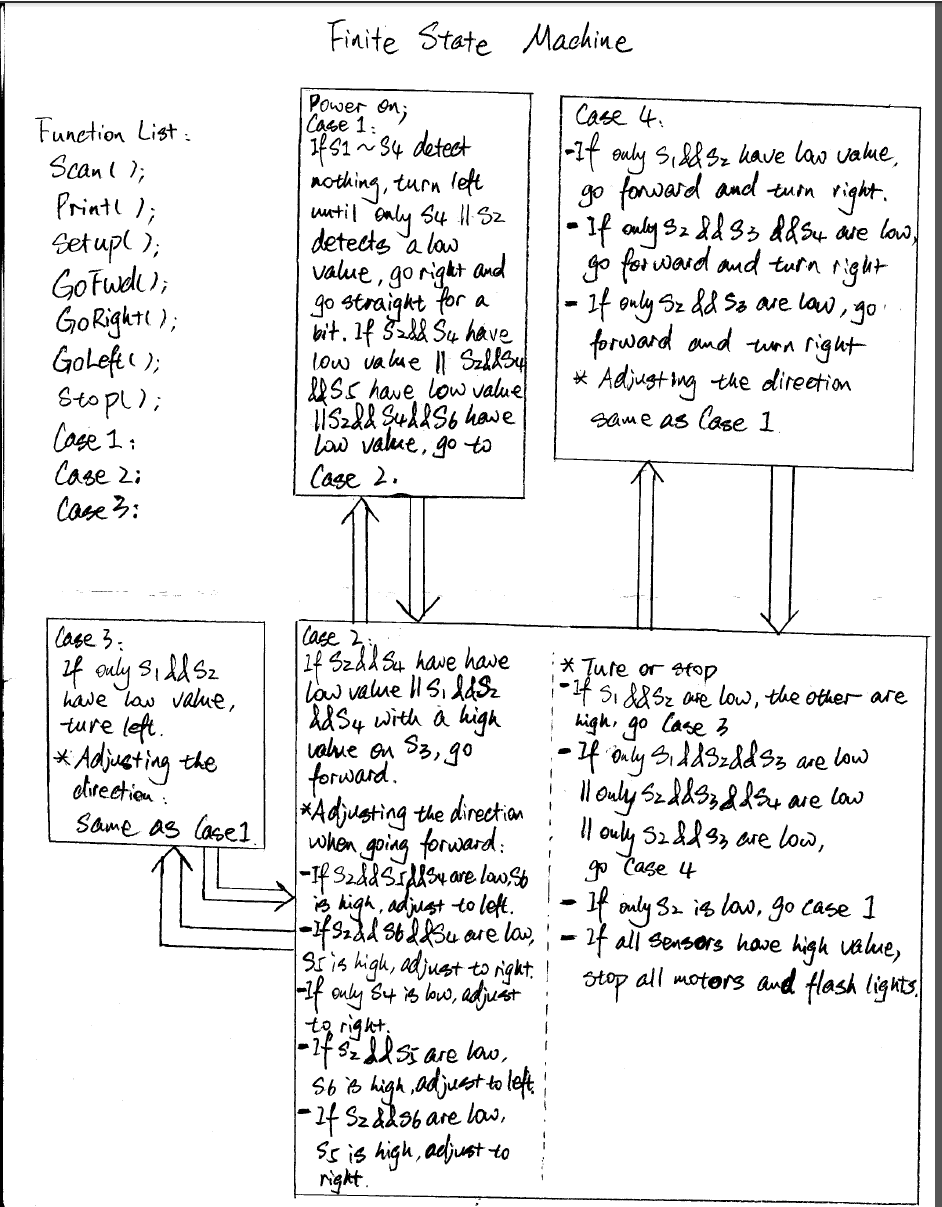 Finite State Machine
Function List:
Scan( );
Print( );
Setup( );
GoFwd( );
GoRight( );
GoLeft( );
Stop( );
Case 1:
Case 2:
Case 3:
Power on;
Case 1:
If S1 ~ S4 detect
nothing, turn left
until only S4 || S2
detects a low
value, go right and
go straight for a
bit. If S2 && S4 have
low value || S2&&S4
&&S5 have low value
||S2&& S4&&S6 have
low value, go to
Case 2.
Case 4:
-If only S1&&S2 have low value,
go forward and turn right.
- If only S2 && S3 &&S4 are low,
go forward and turn right
- If only S2 && S3 are low, go
forward and turn right
* Adjusting the direction
same as Case 1
Case 3:
If only S1 && S2
have low value,
ture left.
* Adjusting the
direction:
same as Case 1
Case 2:
If S2&&S4 have have
low value || S1 &&S2
&&S4 with a high
value on S3, go
forward.
*Adjusting the direction
when going forward:
-If S2&&S5&&S4 are low, S6
is high, adjust to left.
-If S2&& S6&&S4 are low,
S5 is high, adjust to right.
-If only S4 is low, adjust
to right.
-If S2 && S5 are low,
S6 is high, adjust to left.
- If S2&&S6 are low,
S5 is high, adjust to
right.
* Ture or stop
-If S1 &&S2 are low, the other are
high, go Case 3
- If only S1&&S2&&S3 are low
|| only S2&&S3&&S4 are low
|| only S2&&S3 are low,
go Case 4
- If only S2 is low, go case 1
- If all sensors have high value,
stop all motors and flash lights.